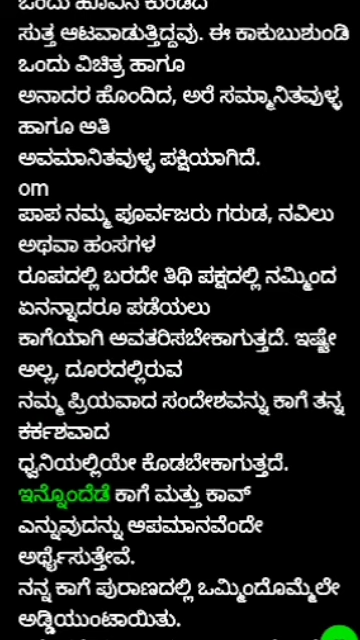 ಒಂದು ಹೂವಿನ ಕುಂಡದ
ಸುತ್ತ ಆಟವಾಡುತ್ತಿದ್ದವು. ಈ ಕಾಕುಬುಶುಂಡಿ
ಒಂದು ವಿಚಿತ್ರ ಹಾಗೂ
ಅನಾದರ ಹೊಂದಿದ, ಅರೆ ಸಮ್ಮಾನಿತವುಳ್ಳ
ಹಾಗೂ ಅತಿ
ಅವಮಾನಿತವುಳ್ಳ ಪಕ್ಷಿಯಾಗಿದೆ.
om
ಪಾಪ ನಮ್ಮ ಪೂರ್ವಜರು ಗರುಡ, ನವಿಲು
ಅಥವಾ ಹಂಸಗಳ
ರೂಪದಲ್ಲಿ ಬರದೇ ತಿಥಿ ಪಕ್ಷದಲ್ಲಿ ನಮ್ಮಿಂದ
ಏನನ್ನಾದರೂ ಪಡೆಯಲು
ಕಾಗೆಯಾಗಿ ಅವತರಿಸಬೇಕಾಗುತ್ತದೆ. ಇಷ್ಟೇ
ಅಲ್ಲ, ದೂರದಲ್ಲಿರುವ
ನಮ್ಮ ಪ್ರಿಯವಾದ ಸಂದೇಶವನ್ನು ಕಾಗೆ ತನ್ನ
ಕರ್ಕಶವಾದ
ಧ್ವನಿಯಲ್ಲಿಯೇ ಕೊಡಬೇಕಾಗುತ್ತದೆ.
ಇನ್ನೊಂದೆಡೆ ಕಾಗೆ ಮತ್ತು ಕಾವ್
ಎನ್ನುವುದನ್ನು ಅಪಮಾನವೆಂದೇ
ಅರ್ಥೈಸುತ್ತೇವೆ.
ನನ್ನ ಕಾಗೆ ಪುರಾಣದಲ್ಲಿ ಒಮ್ಮಿಂದೊಮ್ಮೆಲೇ
ಅಡ್ಡಿಯುಂಟಾಯಿತು.